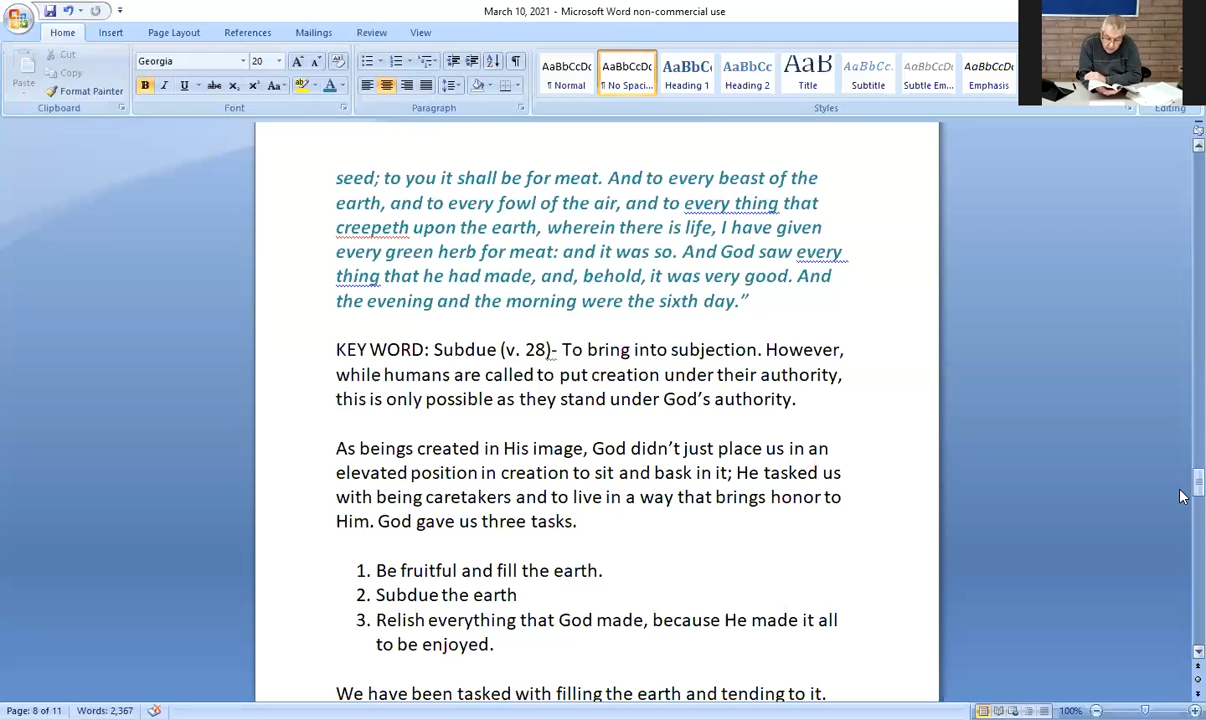 March 10, 2021 - Microsoft Word non-commercial use
Home Insert Page Layout References Mailings Review View
Paste
Cut
Copy
Format Painter
Clipboard
Georgia 20
B I U abc x₂ x² Aa
Font
Paragraph
AaBbCcDc AaBbCcDc AaBbC AaBbCc AaB AaBbCcL AaBbCcDc AaBbCcDc
¶ Normal ¶ No Spaci... Heading 1 Heading 2 Title Subtitle Subtle Em... Emphasis
Styles
Editing
seed; to you it shall be for meat. And to every beast of the
earth, and to every fowl of the air, and to every thing that
creepeth upon the earth, wherein there is life, I have given
every green herb for meat: and it was so. And God saw every
thing that he had made, and, behold, it was very good. And
the evening and the morning were the sixth day.”
KEY WORD: Subdue (v. 28)- To bring into subjection. However,
while humans are called to put creation under their authority,
this is only possible as they stand under God’s authority.
As beings created in His image, God didn’t just place us in an
elevated position in creation to sit and bask in it; He tasked us
with being caretakers and to live in a way that brings honor to
Him. God gave us three tasks.
1. Be fruitful and fill the earth.
2. Subdue the earth
3. Relish everything that God made, because He made it all
to be enjoyed.
We have been tasked with filling the earth and tending to it.
Page: 8 of 11 Words: 2,367 100%